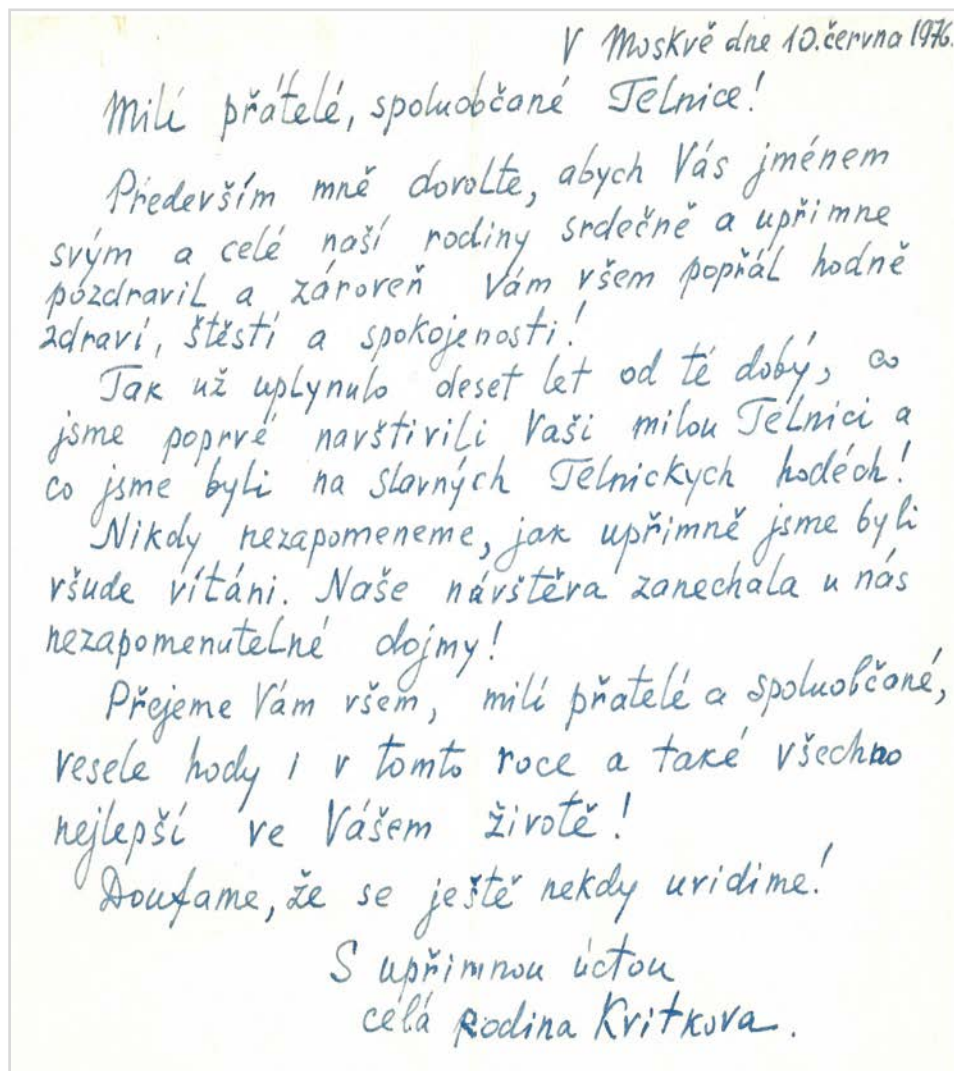 V Moskvě dne 10. června 1976.
Milí přátelé, spoluobčané Telnice!
Především mně dovolte, abych Vás jménem
svým a celé naší rodiny srdečně a upřimne
pozdravil a zároveň Vám všem popřál hodně
zdraví, štěstí a spokojenosti!
Tak už uplynulo deset let od té doby, co
jsme poprvé navštivili Vaši milou Telnici a
co jsme byli na slavných Telnickych hodéch!
Nikdy nezapomeneme, jak upřimně jsme byli
všude vítáni. Naše návštěva zanechala u nás
nezapomenutelné dojmy!
Přejeme Vám všem, milí přatelé a spoluobčané,
vesele hody i v tomto roce a také všechno
nejlepší ve Vášem životě!
Doufame, že se ještě nekdy uvidime!
S upřimnou úctou
celá rodina Kvitkova.